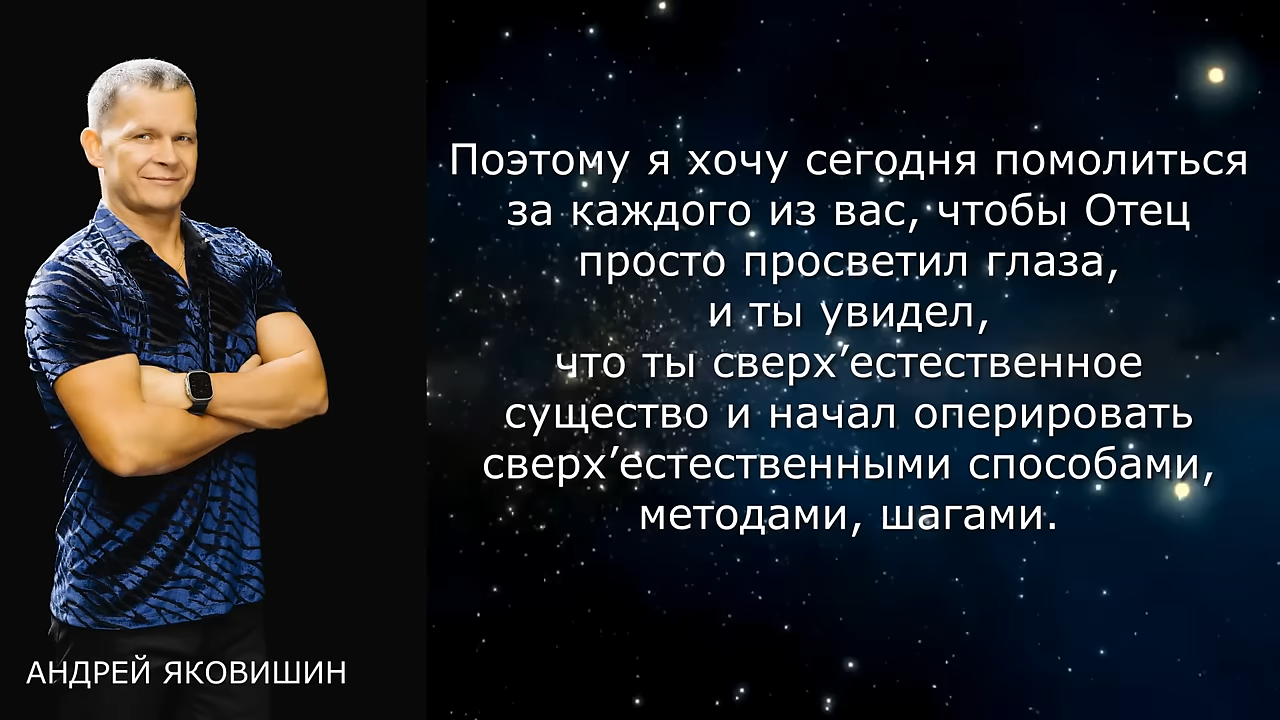 Поэтому я хочу сегодня помолиться
за каждого из вас, чтобы Отец
просто просветил глаза,
и ты увидел,
что ты сверх’естественное
существо и начал оперировать
сверх’естественными способами,
методами, шагами.
АНДРЕЙ ЯКОВИШИН